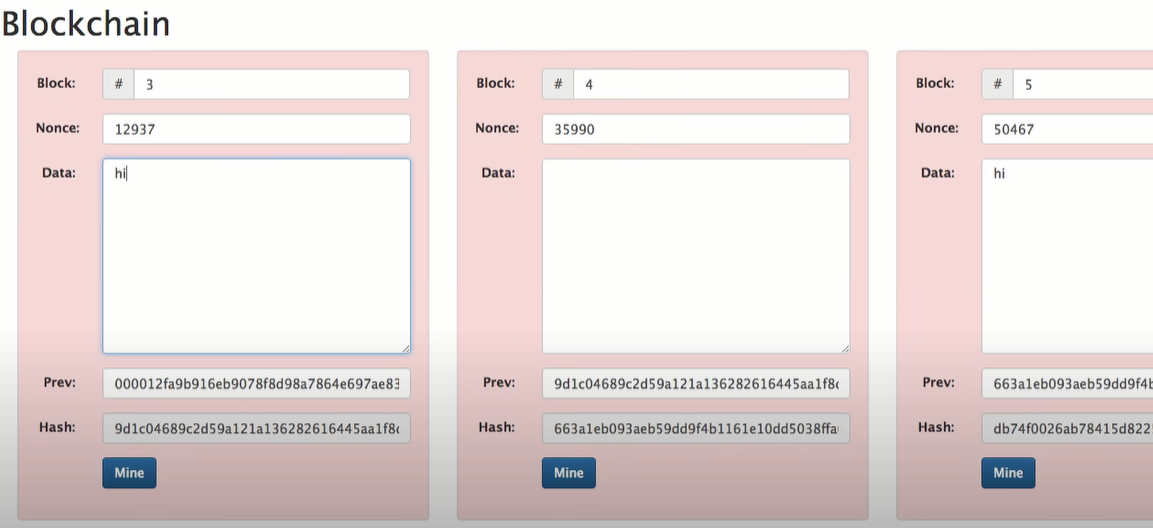 Blockchain
Block: # 3
Nonce: 12937
Data: hi
Prev: 000012fa9b916eb9078f8d98a7864e697ae83
Hash: 9d1c04689c2d59a121a136282616445aa1f8
Mine
Block: # 4
Nonce: 35990
Data:
Prev: 9d1c04689c2d59a121a136282616445aa1f8
Hash: 663a1eb093aeb59dd9f4b1161e10dd5038ffa
Mine
Block: # 5
Nonce: 50467
Data: hi
Prev: 663a1eb093aeb59dd9f4
Hash: db74f0026ab78415d822
Mine